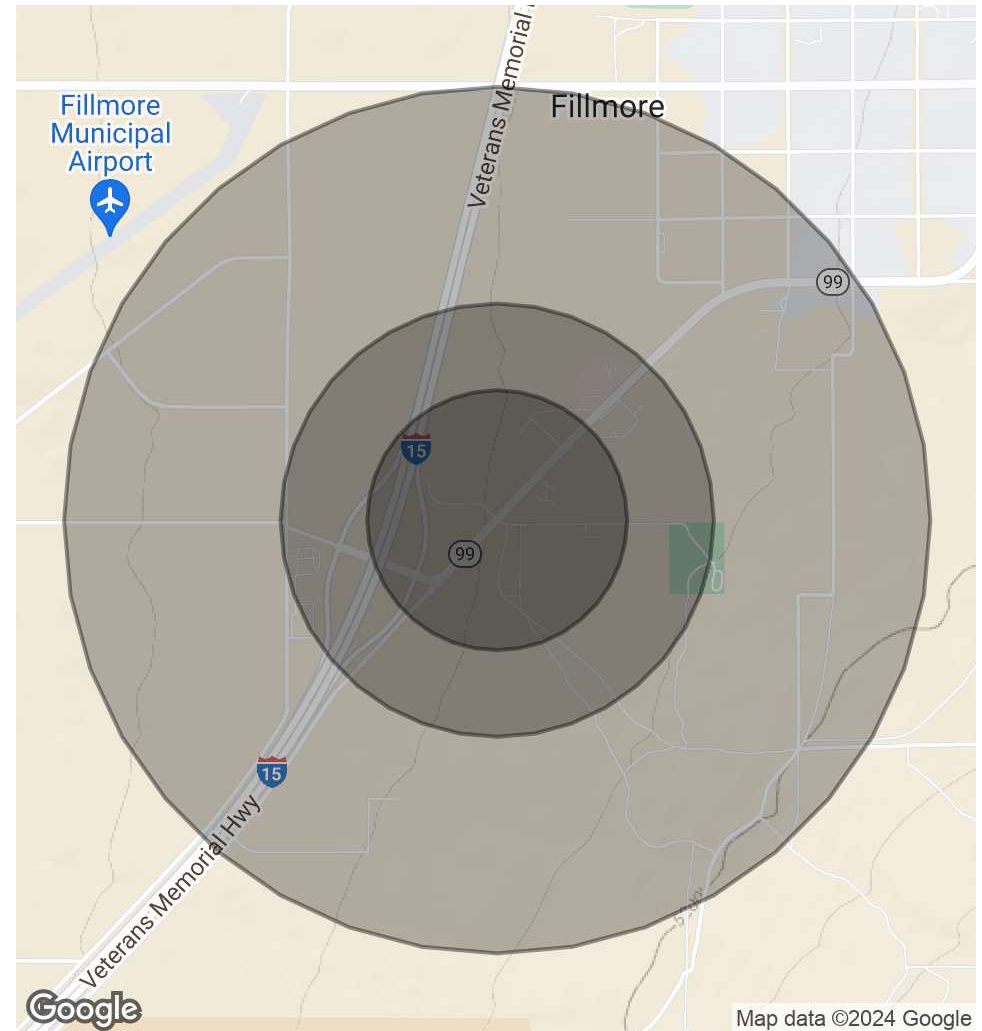 Veterans Memorial
Fillmore
Municipal
Airport
Fillmore
99
15
99
15
Veterans Memorial Hwy
Google
Map data ©2024 Google